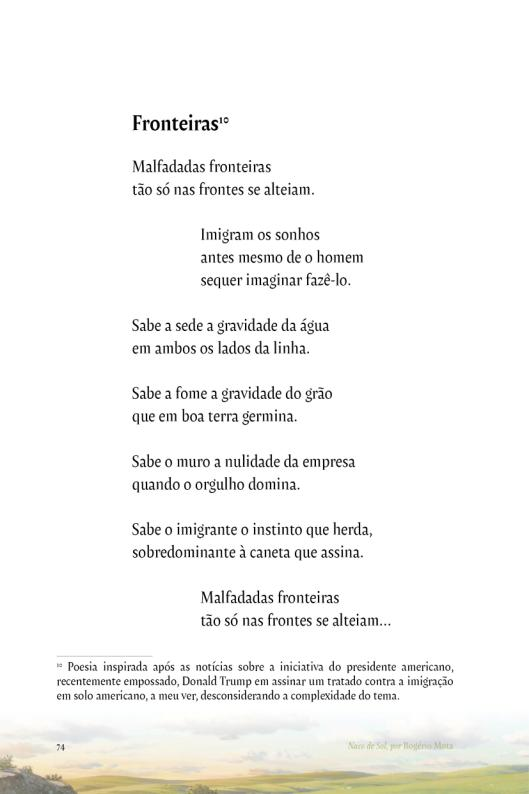 Fronteiras¹⁰
Malfadadas fronteiras
tão só nas frontes se alteiam.
Imigram os sonhos
antes mesmo de o homem
sequer imaginar fazê-lo.
Sabe a sede a gravidade da água
em ambos os lados da linha.
Sabe a fome a gravidade do grão
que em boa terra germina.
Sabe o muro a nulidade da empresa
quando o orgulho domina.
Sabe o imigrante o instinto que herda,
sobredominante à caneta que assina.
Malfadadas fronteiras
tão só nas frontes se alteiam...
¹⁰ Poesia inspirada após as notícias sobre a iniciativa do presidente americano,
recentemente empossado, Donald Trump em assinar um tratado contra a imigração
em solo americano, a meu ver, desconsiderando a complexidade do tema.
74
Naco de Sol, por Rogério Mota